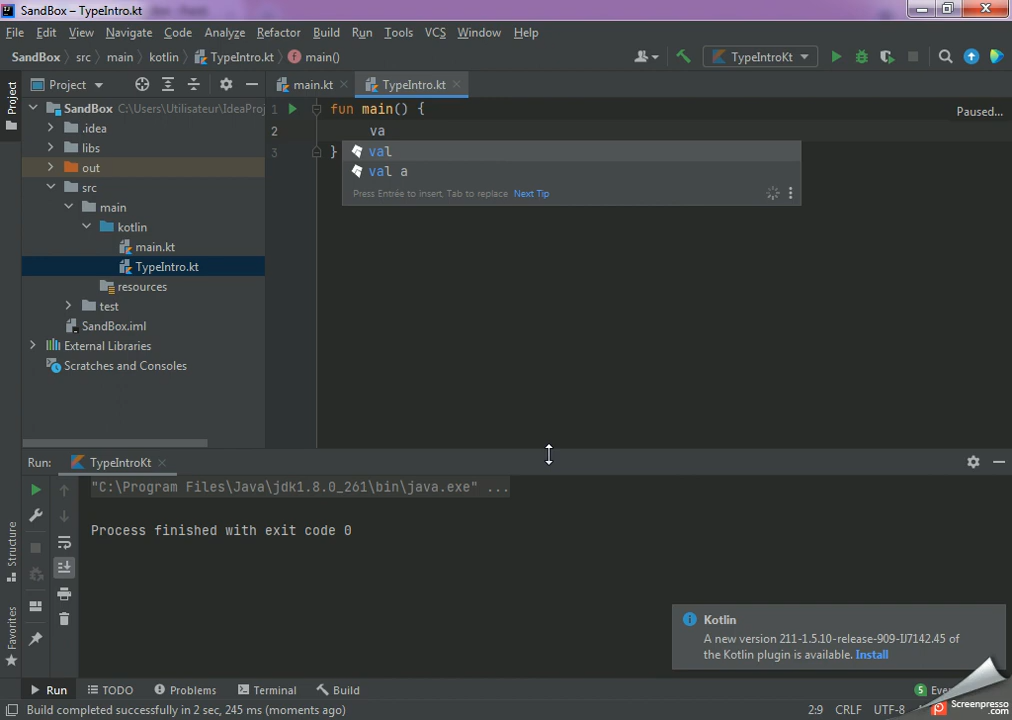 SandBox – TypeIntro.kt
File Edit View Navigate Code Analyze Refactor Build Run Tools VCS Window Help
SandBox src main kotlin TypeIntro.kt main() TypeIntroKt
Project
Project
main.kt
TypeIntro.kt
SandBox C:\Users\Utilisateur\IdeaProj
.idea
libs
out
src
main
kotlin
main.kt
TypeIntro.kt
resources
test
SandBox.iml
External Libraries
Scratches and Consoles
1 fun main() {
2 va
3 }
Paused...
val
val a
Press Entrée to insert, Tab to replace Next Tip
Run: TypeIntroKt
"C:\Program Files\Java\jdk1.8.0_261\bin\java.exe" ...
Process finished with exit code 0
Structure
Favorites
Kotlin
A new version 211-1.5.10-release-909-IJ7142.45 of
the Kotlin plugin is available. Install
Run TODO Problems Terminal Build 5
Build completed successfully in 2 sec, 245 ms (moments ago) 2:9 CRLF UTF-8
Screenpresso
.com